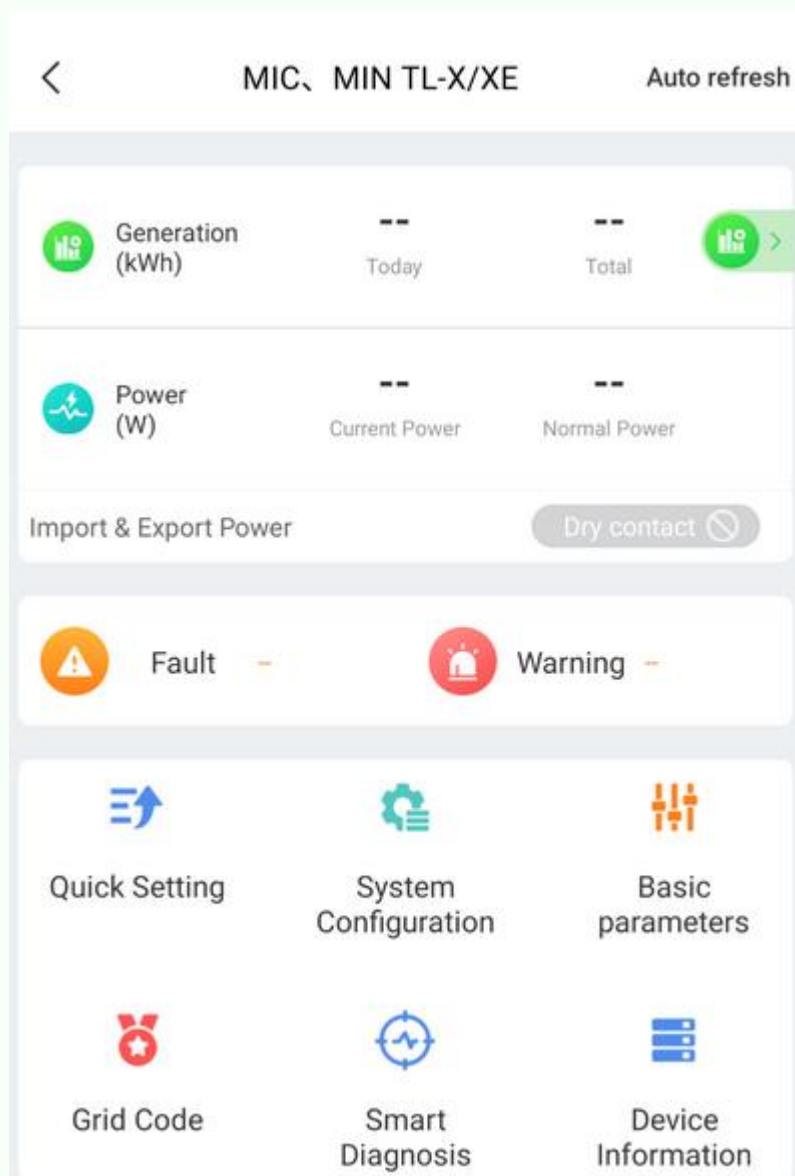 MIC、MIN TL-X/XE
Auto refresh
Generation
(kWh)
--
Today
--
Total
Power
(W)
--
Current Power
--
Normal Power
Import & Export Power
Dry contact
Fault --
Warning --
Quick Setting
System
Configuration
Basic
parameters
Grid Code
Smart
Diagnosis
Device
Information